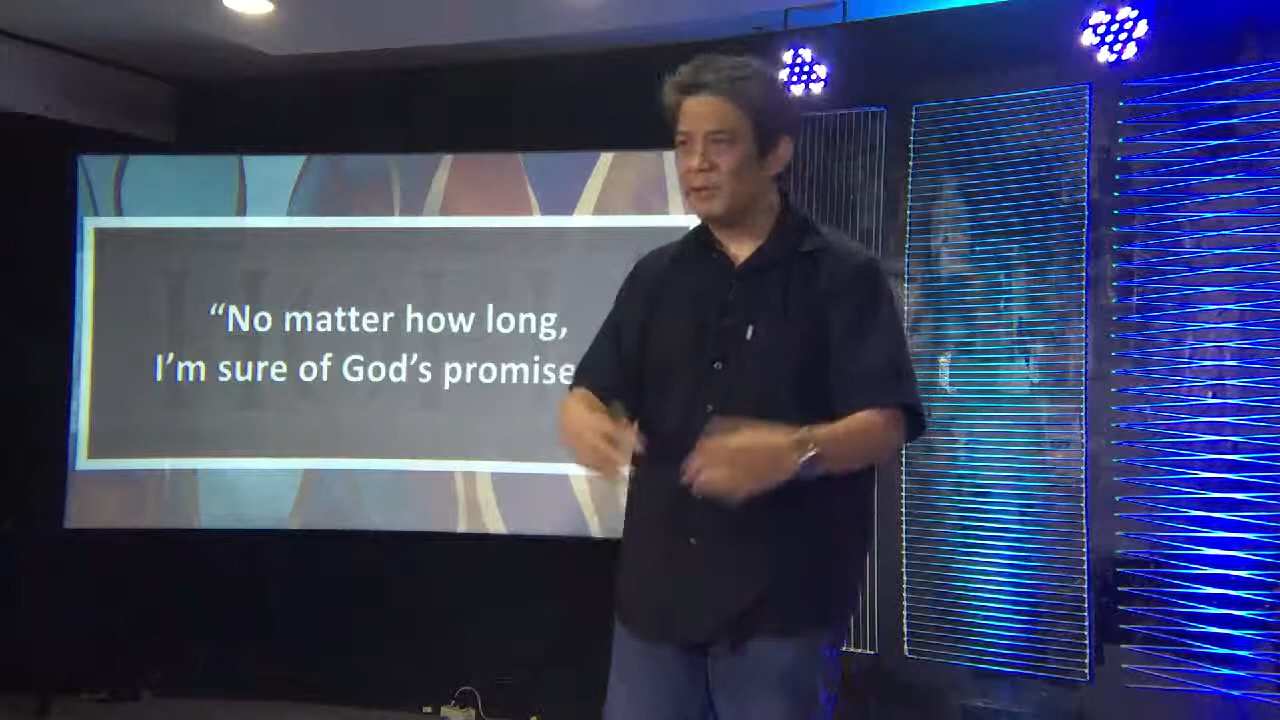 “No matter how long,
I’m sure of God’s promise